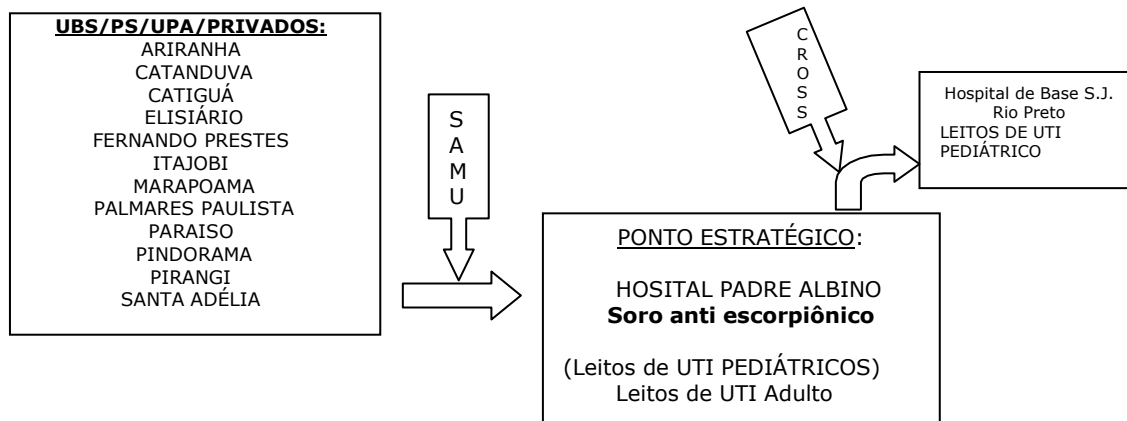 UBS/PS/UPA/PRIVADOS:
ARIRANHA
CATANDUVA
CATIGUÁ
ELISIÁRIO
FERNANDO PRESTES
ITAJOBI
MARAPOAMA
PALMARES PAULISTA
PARAISO
PINDORAMA
PIRANGI
SANTA ADÉLIA
SAMU
CROSS
Hospital de Base S.J.
Rio Preto
LEITOS DE UTI
PEDIÁTRICO
PONTO ESTRATÉGICO:
HOSITAL PADRE ALBINO
Soro anti escorpiônico
(Leitos de UTI PEDIÁTRICOS)
Leitos de UTI Adulto